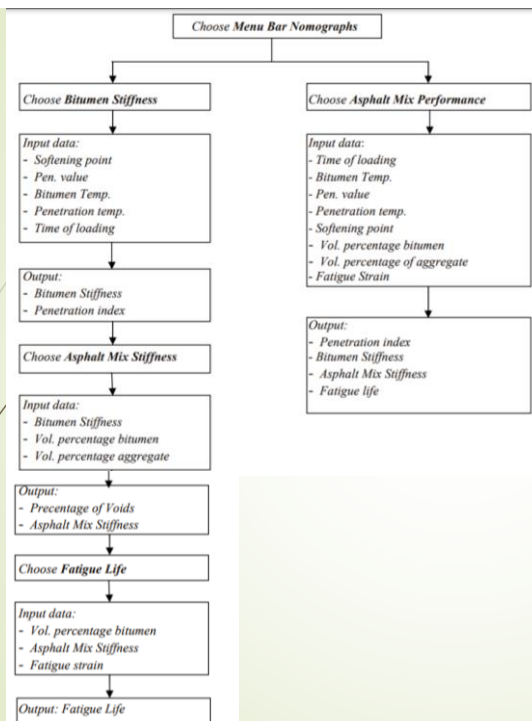 Choose Menu Bar Nomographs
Choose Bitumen Stiffness
Input data:
- Softening point
- Pen. value
- Bitumen Temp.
- Penetration temp.
- Time of loading
Output:
- Bitumen Stiffness
- Penetration index
Choose Asphalt Mix Stiffness
Input data:
- Bitumen Stiffness
- Vol. percentage bitumen
- Vol. percentage aggregate
Output:
- Precentage of Voids
- Asphalt Mix Stiffness
Choose Fatigue Life
Input data:
- Vol. percentage bitumen
- Asphalt Mix Stiffness
- Fatigue strain
Output: Fatigue Life
Choose Asphalt Mix Performance
Input data:
- Time of loading
- Bitumen Temp.
- Pen. value
- Penetration temp.
- Softening point
- Vol. percentage bitumen
- Vol. percentage of aggregate
- Fatigue Strain
Output:
- Penetration index
- Bitumen Stiffness
- Asphalt Mix Stiffness
- Fatigue life